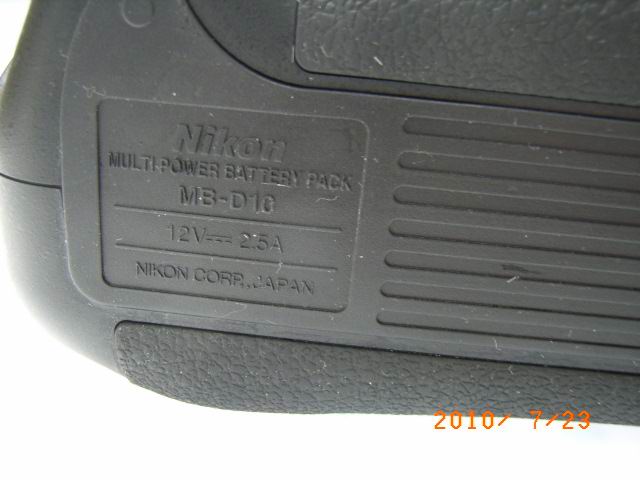 Nikon
MULTI-POWER BATTERY PACK
MB-D10
12V⎓ 2.5A
NIKON CORP. JAPAN
2010/ 7/23